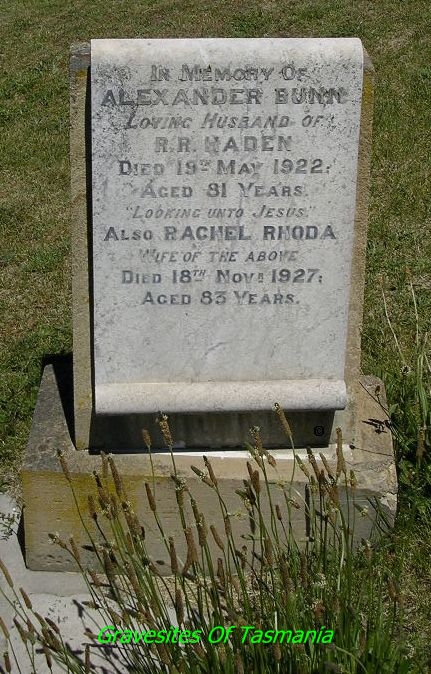 In Memory Of
ALEXANDER BUNN
Loving Husband of
R.R. HADEN
Died 19th May 1922.
Aged 81 Years.
"Looking unto Jesus."
Also RACHEL RHODA
Wife of the above
Died 18th Nov. 1927.
Aged 83 Years.
Gravesites Of Tasmania